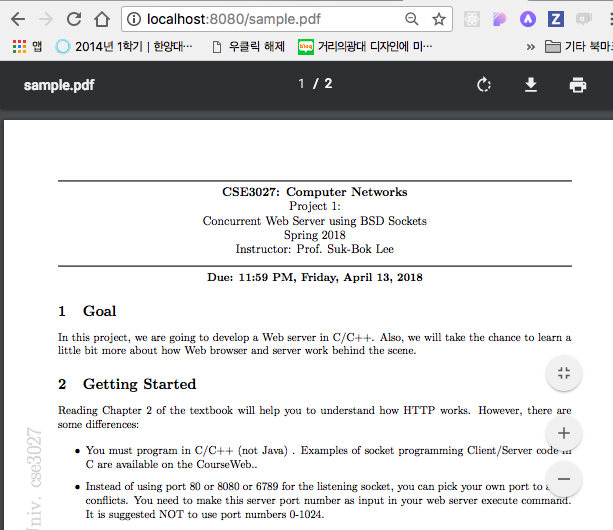 localhost:8080/sample.pdf
앱 2014년 1학기 | 한양대… 우클릭 해제 blog 거리의광대 디자인에 미… » 기타 북마
sample.pdf 1 / 2
CSE3027: Computer Networks
Project 1:
Concurrent Web Server using BSD Sockets
Spring 2018
Instructor: Prof. Suk-Bok Lee
Due: 11:59 PM, Friday, April 13, 2018
1 Goal
In this project, we are going to develop a Web server in C/C++. Also, we will take the chance to learn a
little bit more about how Web browser and server work behind the scene.
2 Getting Started
Reading Chapter 2 of the textbook will help you to understand how HTTP works. However, there are
some differences:
• You must program in C/C++ (not Java) . Examples of socket programming Client/Server code in
C are available on the CourseWeb..
• Instead of using port 80 or 8080 or 6789 for the listening socket, you can pick your own port to
conflicts. You need to make this server port number as input in your web server execute command.
It is suggested NOT to use port numbers 0-1024.
Univ. cse3027